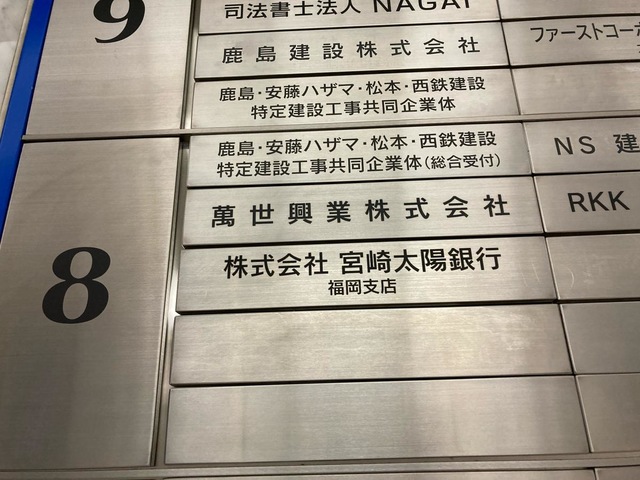 9
司法書士法人 NAGAI
鹿島建設株式会社
ファーストコーポ
鹿島・安藤ハザマ・松本・西鉄建設
特定建設工事共同企業体
8
鹿島・安藤ハザマ・松本・西鉄建設
特定建設工事共同企業体(総合受付)
NS 建
萬世興業株式会社
RKK
株式会社 宮崎太陽銀行
福岡支店